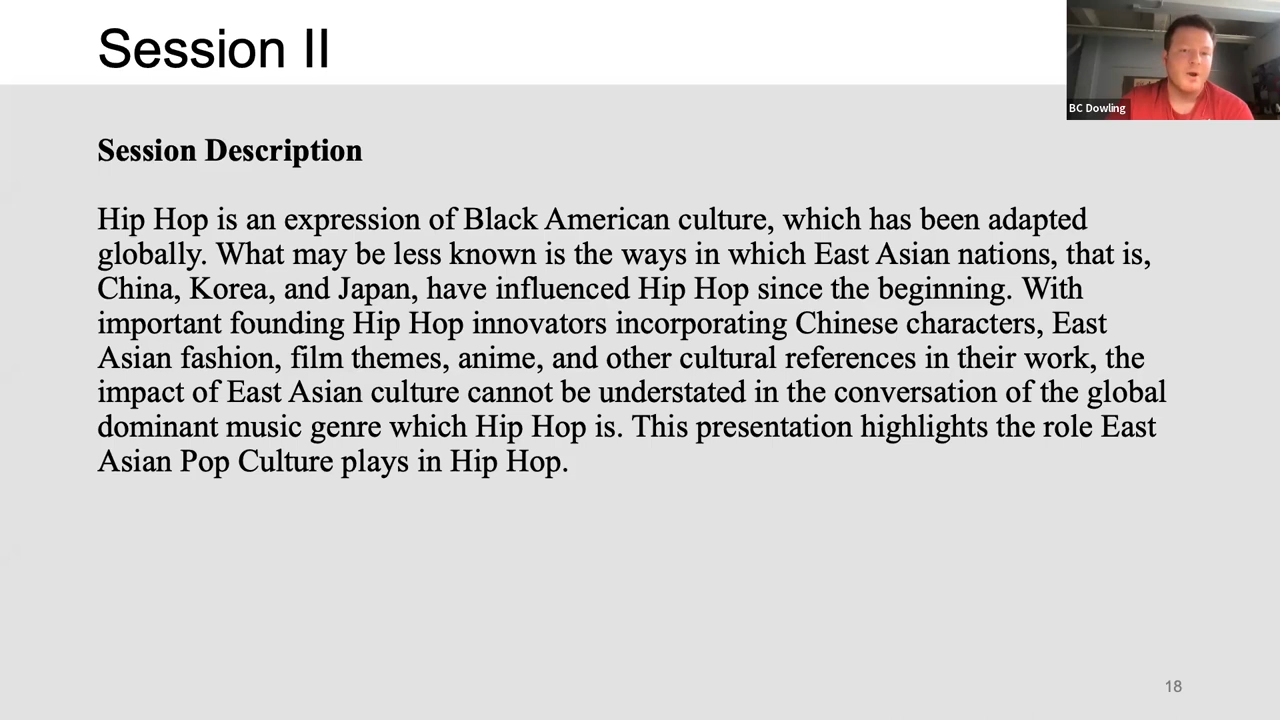 Session II
BC Dowling
Session Description
Hip Hop is an expression of Black American culture, which has been adapted
globally. What may be less known is the ways in which East Asian nations, that is,
China, Korea, and Japan, have influenced Hip Hop since the beginning. With
important founding Hip Hop innovators incorporating Chinese characters, East
Asian fashion, film themes, anime, and other cultural references in their work, the
impact of East Asian culture cannot be understated in the conversation of the global
dominant music genre which Hip Hop is. This presentation highlights the role East
Asian Pop Culture plays in Hip Hop.
18